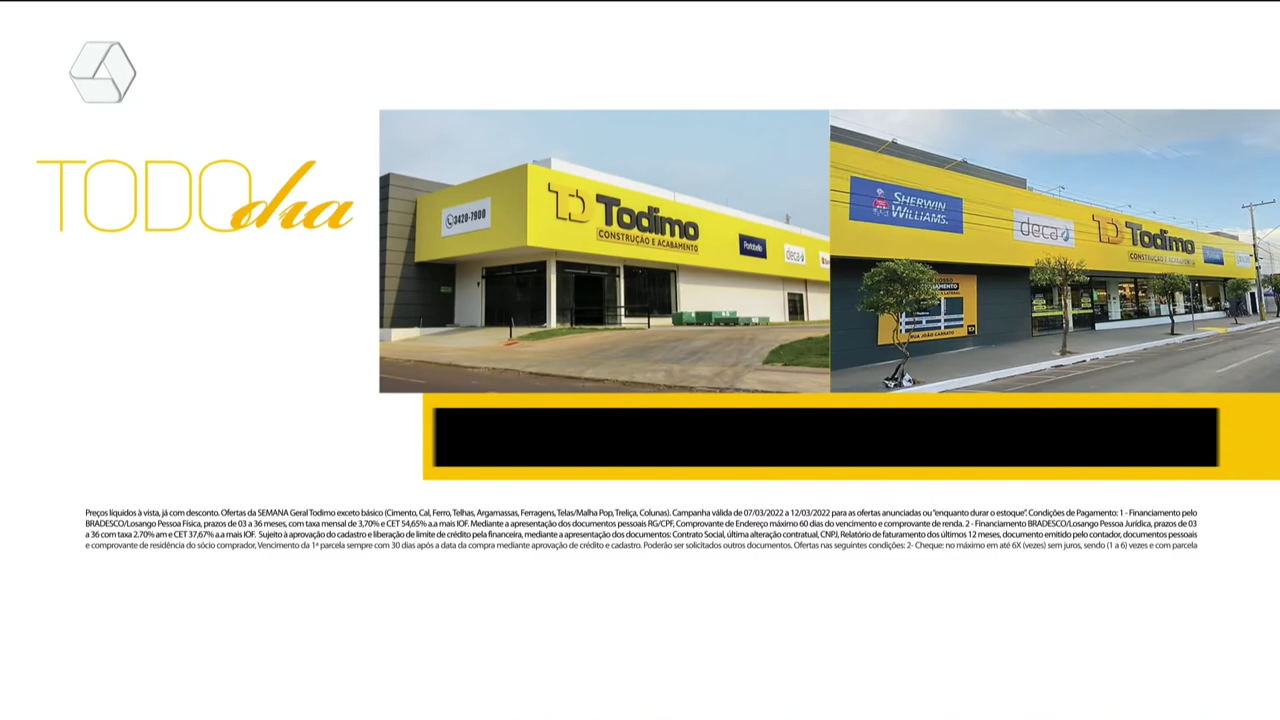 TODO dia
3420-7900
TD Todimo
CONSTRUÇÃO E ACABAMENTO
Portobello
deca
SHERWIN
WILLIAMS.
deca
TD Todimo
CONSTRUÇÃO E ACABAMENTO
RUA JOÃO CARRATO
Preços líquidos à vista, já com desconto. Ofertas da SEMANA Geral Todimo exceto básico (Cimento, Cal, Ferro, Telhas, Argamassas, Ferragens, Telas/Malha Pop, Treliça, Colunas). Campanha válida de 07/03/2022 a 12/03/2022 para as ofertas anunciadas ou "enquanto durar o estoque". Condições de Pagamento: 1 - Financiamento pelo
BRADESCO/Losango Pessoa Física, prazos de 03 a 36 meses, com taxa mensal de 3,70% e CET 54,65% a.a mais IOF. Mediante a apresentação dos documentos pessoais RG/CPF, Comprovante de Endereço máximo 60 dias do vencimento e comprovante de renda. 2 - Financiamento BRADESCO/Losango Pessoa Jurídica, prazos de 03
a 36 com taxa 2.70% am e CET 37,67% a.a mais IOF. Sujeito à aprovação do cadastro e liberação de limite de crédito pela financeira, mediante a apresentação dos documentos: Contrato Social, última alteração contratual, CNPJ, Relatório de faturamento dos últimos 12 meses, documento emitido pelo contador, documentos pessoais
e comprovante de residência do sócio comprador, Vencimento da 1ª parcela sempre com 30 dias após a data da compra mediante aprovação de crédito e cadastro. Poderão ser solicitados outros documentos. Ofertas nas seguintes condições: 2- Cheque: no máximo em até 6X (vezes) sem juros, sendo (1 a 6) vezes e com parcela